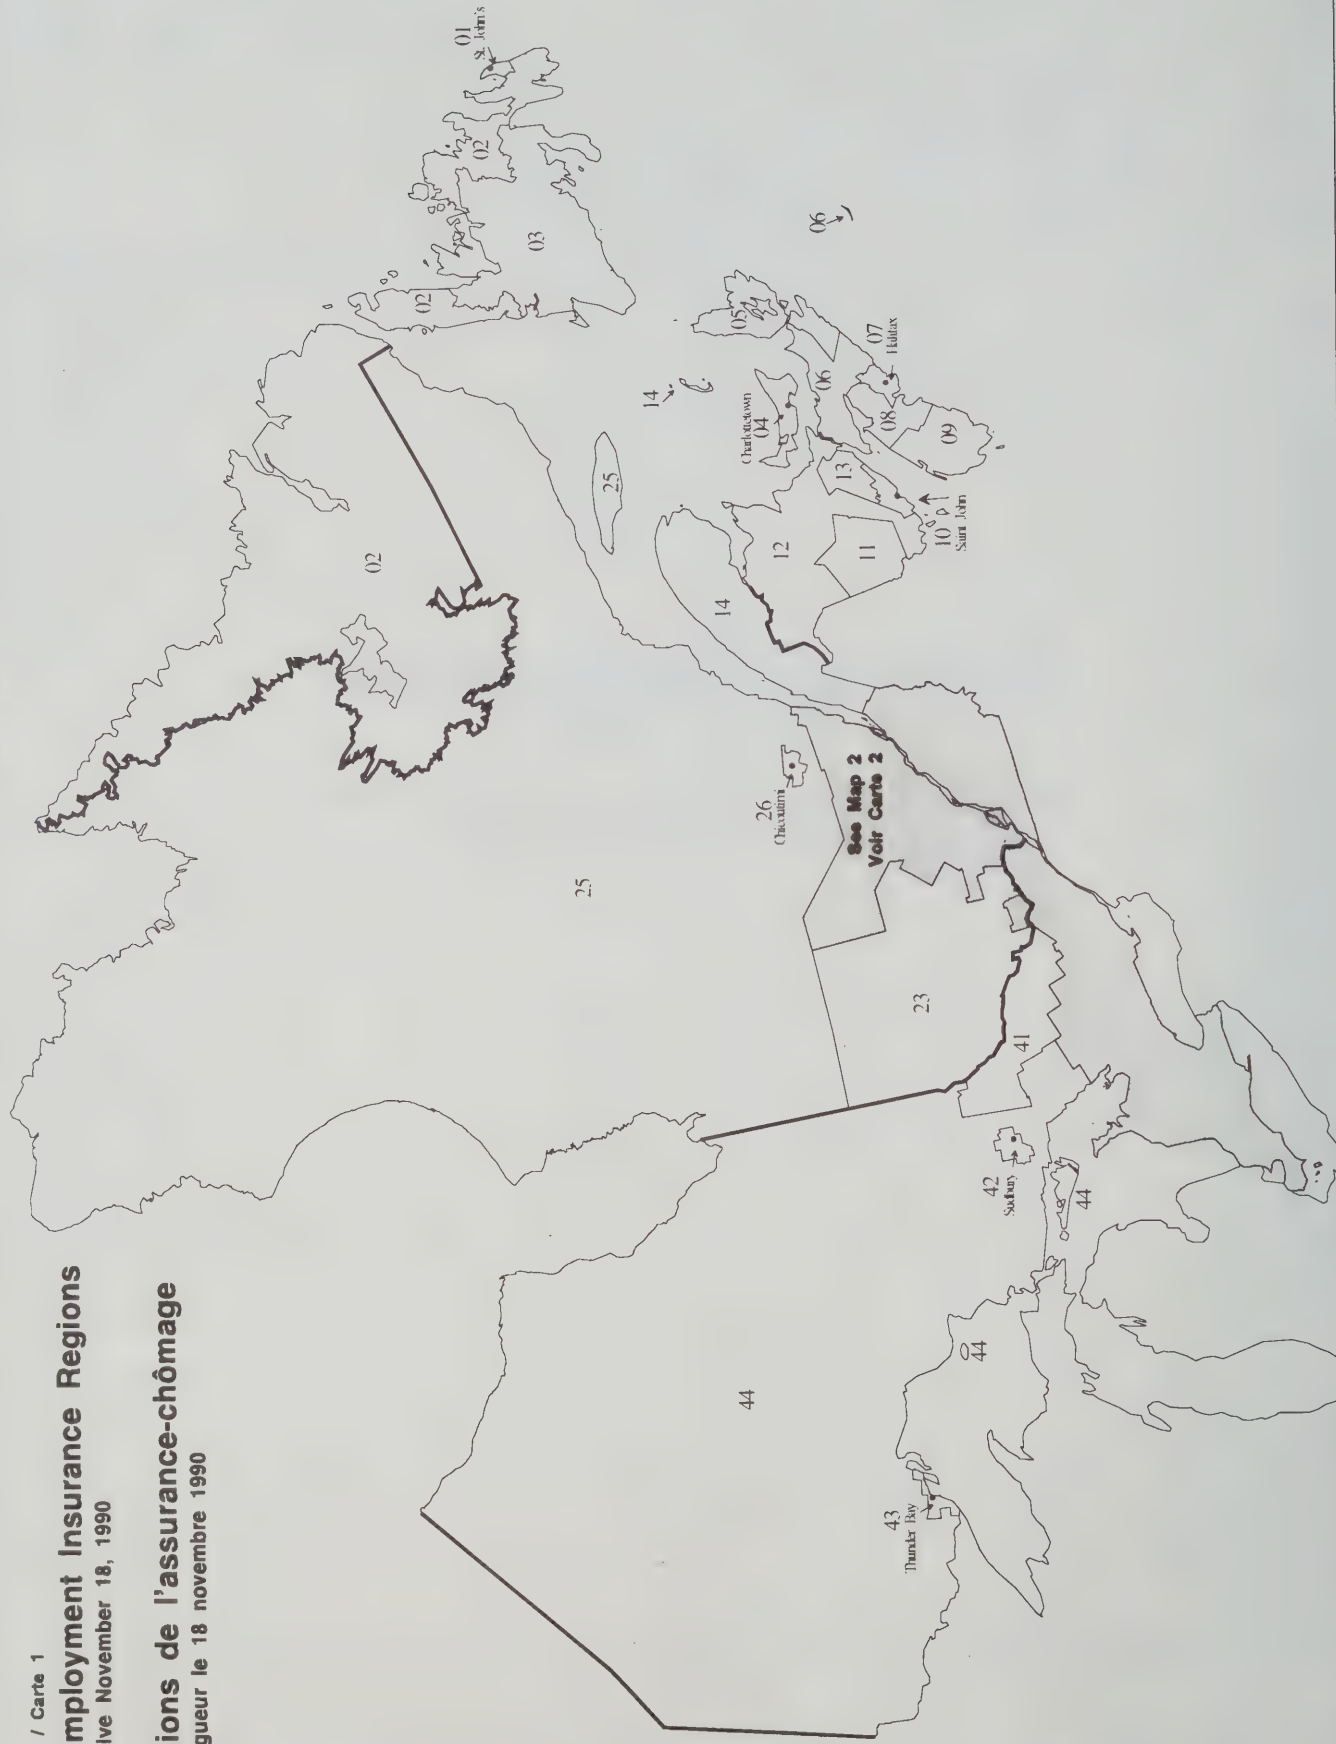 / Carte 1
mployment Insurance Regions
ive November 18, 1990
ions de l'assurance-chômage
gueur le 18 novembre 1990
01
St. John's
02
02
03
02
06
05
07
Halifax
14
Charlottetown
04
06
08
09
25
13
10
Saint John
12
11
14
26
Chicoutimi
See Map 2
Voir Carte 2
25
23
41
42
Sudbury
44
44
44
43
Thunder Bay